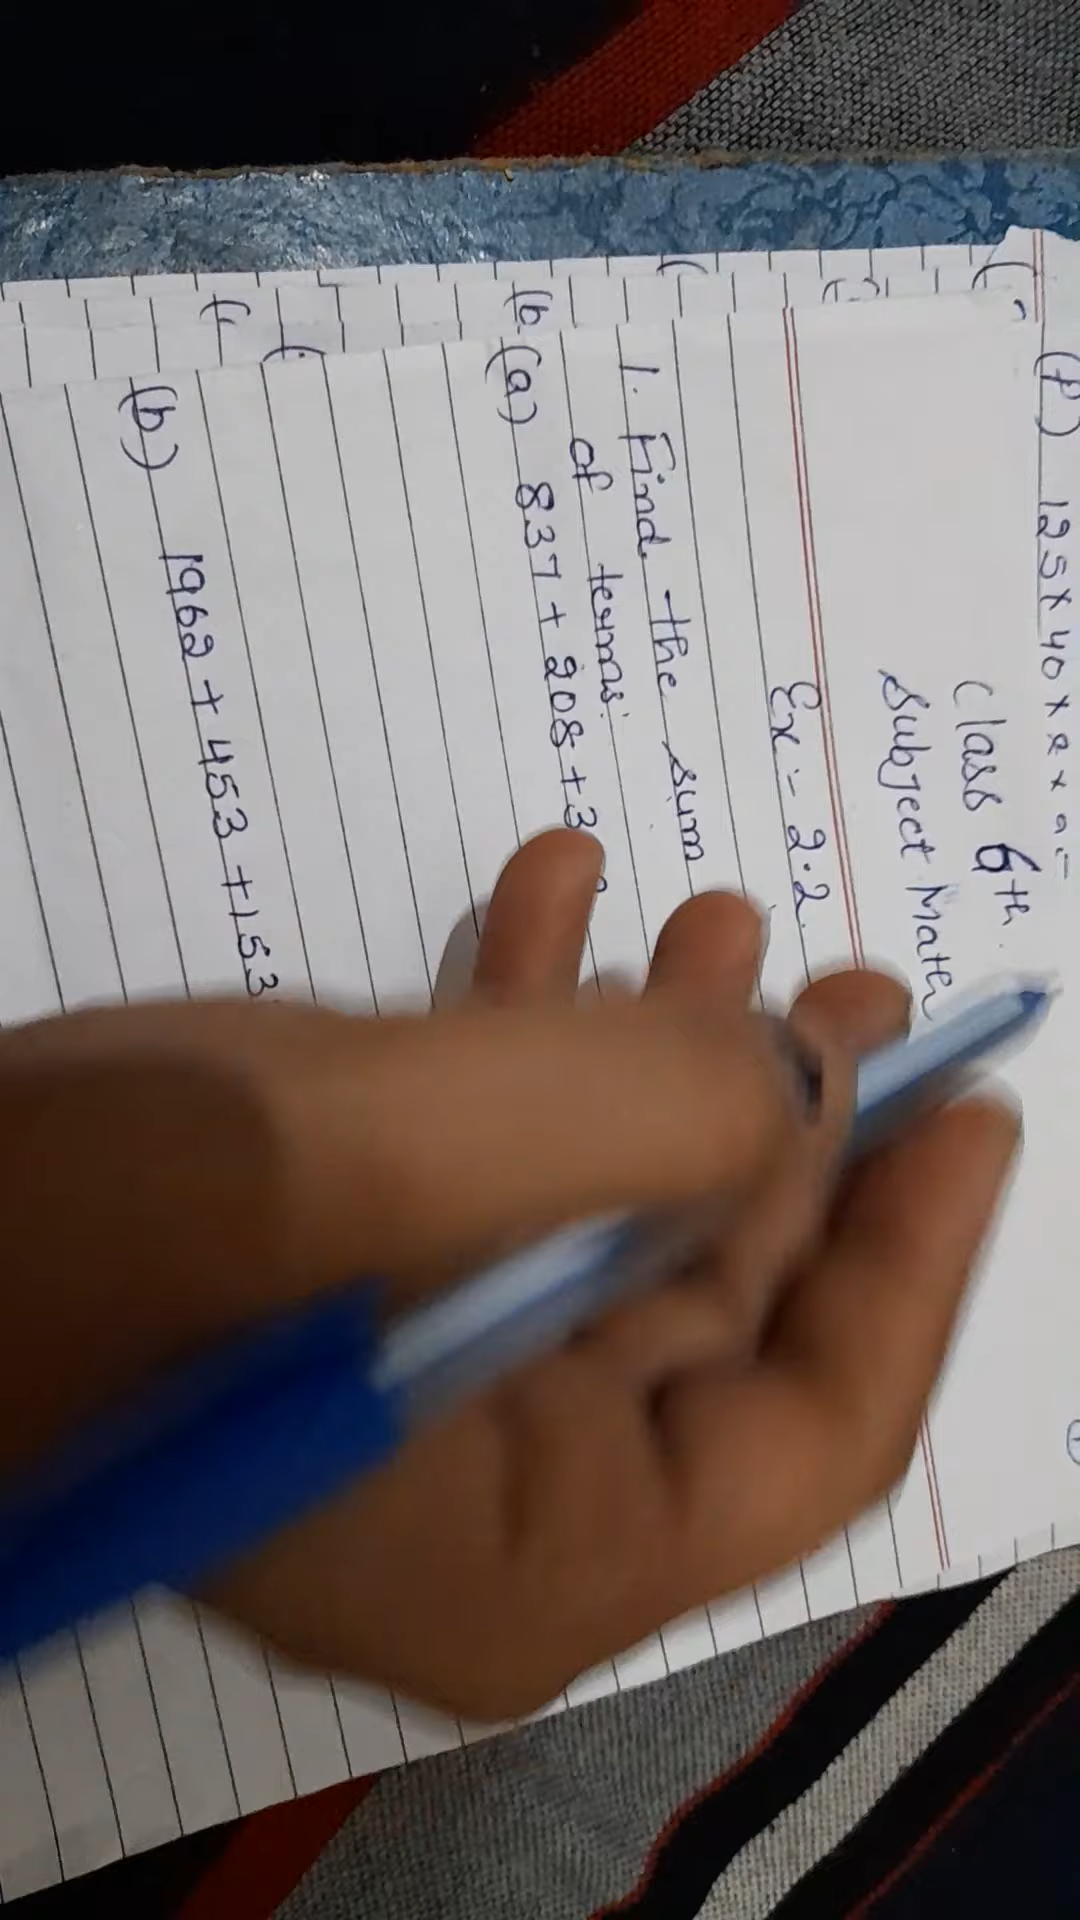 (f) 125 × 40 × 2 ×
Class 6th.
Subject Math
Ex :- 2.2.
1. Find the sum
of terms:
(a) 837 + 208 + 3
(b) 1962 + 453 + 153